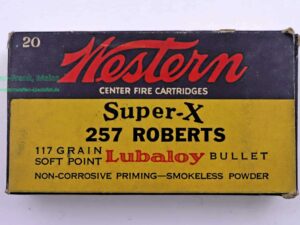 20
Western
CENTER FIRE CARTRIDGES
Super-X
257 ROBERTS
117 GRAIN
SOFT POINT
Lubaloy BULLET
NON-CORROSIVE PRIMING—SMOKELESS POWDER